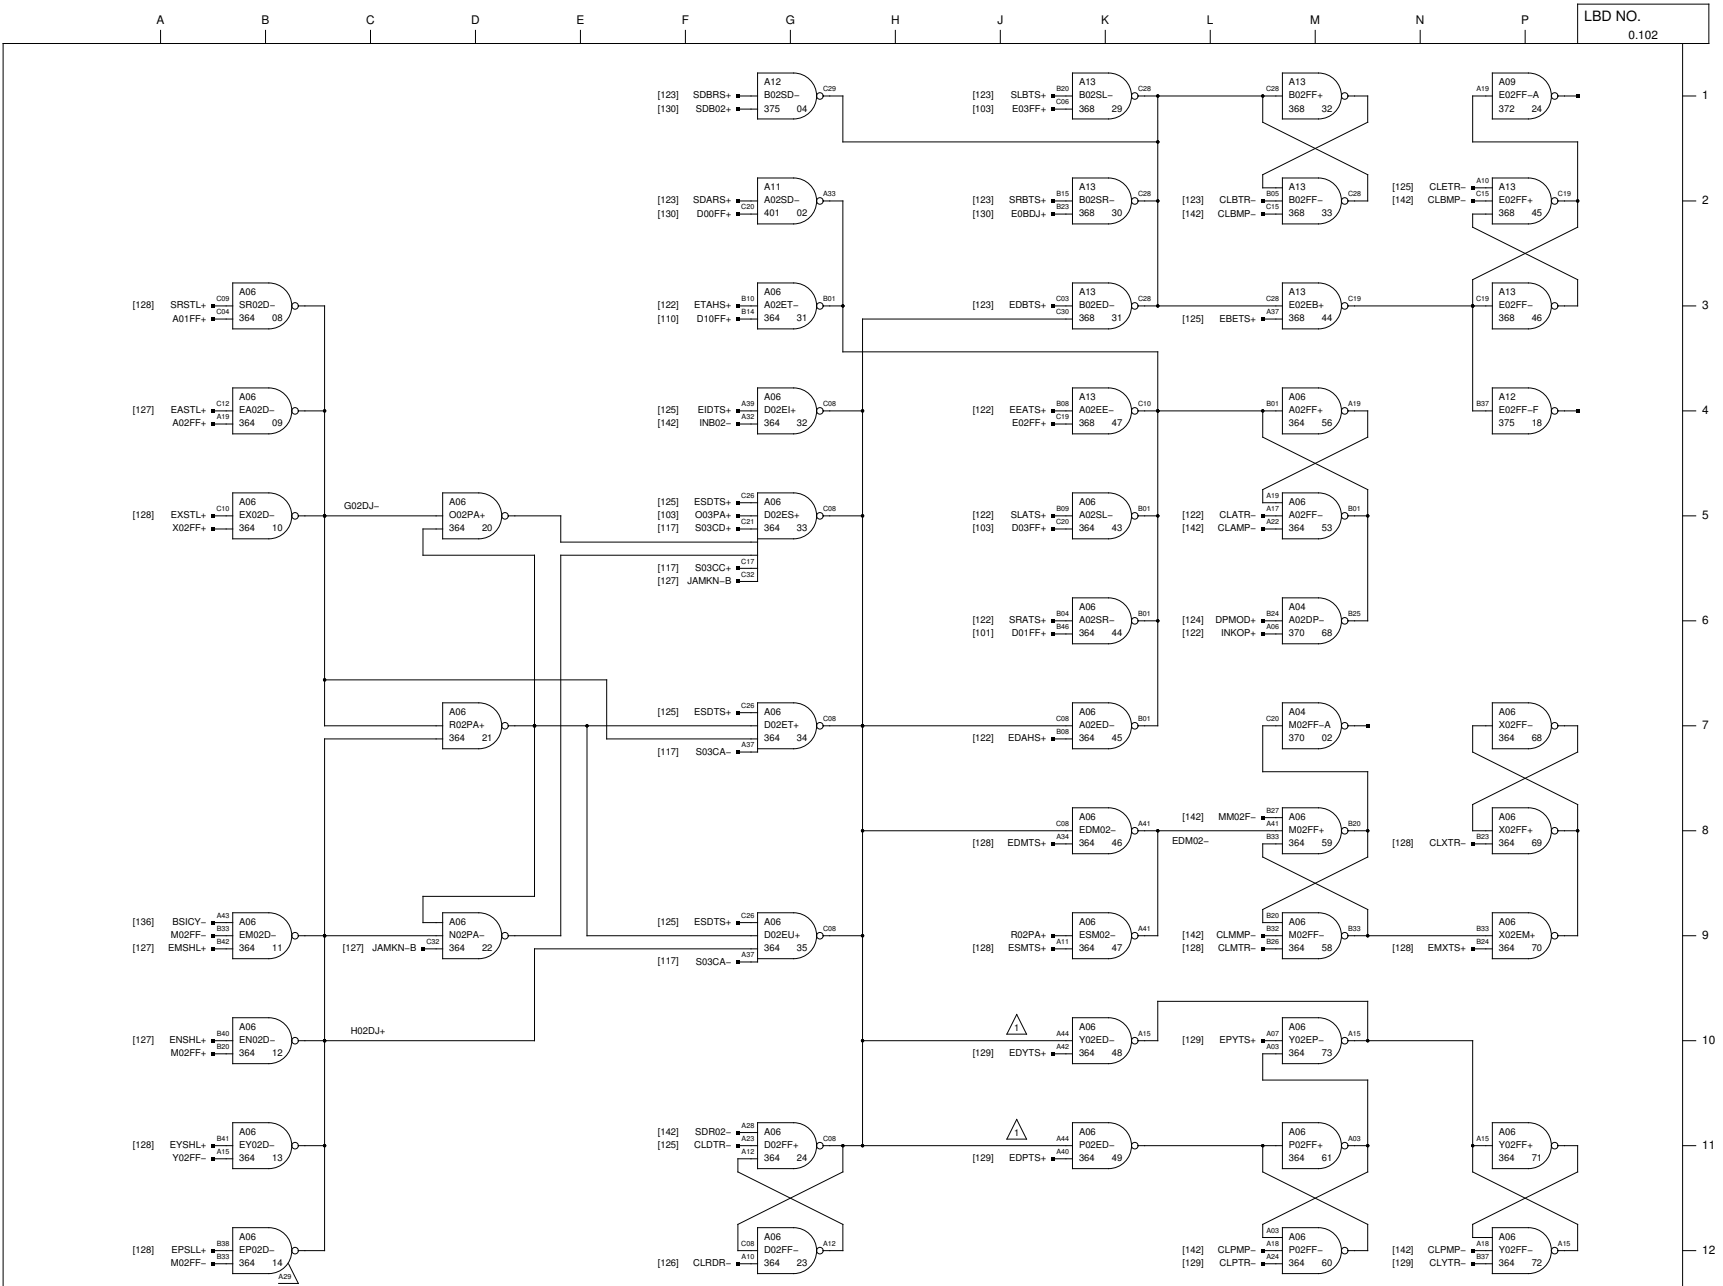 A B C D E F G H J K L M N P
LBD NO.
0.102
A12
[123] SDBRS+ B02SD- C29
[130] SDB02+ 375 04
A13
[123] SLBTS+ B20 B02SL- C28
[103] E03FF+ C06 368 29
A13
C28 B02FF+
368 32
A09
A19 E02FF-A
372 24
1
A11
[123] SDARS+ A02SD- A33
[130] D00FF+ C20 401 02
A13
[123] SRBTS+ B15 B02SR- C28
[130] E0BDJ+ B23 368 30
A13
B05
[123] CLBTR- B02FF- C28
[142] CLBMP- C15 368 33
[125] CLETR- A10 A13
[142] CLBMP- C15 E02FF+ C19
368 45
2
A06
[128] SRSTL+ C09 SR02D-
A01FF+ C04 364 08
A06
[122] ETAHS+ B10 A02ET- B01
[110] D10FF+ B14 364 31
A13
[123] EDBTS+ C03 B02ED- C28
C30 368 31
A13
C28 E02EB+ C19
[125] EBETS+ A37 368 44
A13
C19 E02FF-
368 46
3
A06
[127] EASTL+ C12 EA02D-
A02FF+ A19 364 09
A06
[125] EIDTS+ A39 D02EI+ C08
[142] INB02- A32 364 32
A13
[122] EEATS+ B08 A02EE- C10
E02FF+ C19 368 47
A06
B01 A02FF+ A19
364 56
A12
B37 E02FF-F
375 18
4
A06
[128] EXSTL+ C10 EX02D-
X02FF+ 364 10
G02DJ-
A06
O02PA+
364 20
[125] ESDTS+ C26 A06
[103] O03PA+ D02ES+ C08
[117] S03CD+ C21 364 33
[117] S03CC+ C17
[127] JAMKN-B C32
A06
[122] SLATS+ B09 A02SL- B01
[103] D03FF+ C20 364 43
A19 A06
[122] CLATR- A17 A02FF- B01
[142] CLAMP- A22 364 53
5
A06
[122] SRATS+ B04 A02SR- B01
[101] D01FF+ B46 364 44
A04
[124] DPMOD+ B24 A02DP- B25
[122] INKOP+ A06 370 68
6
A06
R02PA+
364 21
[125] ESDTS+ C26 A06
D02ET+ C08
364 34
[117] S03CA- A37
A06
C08 A02ED- B01
[122] EDAHS+ B08 364 45
A04
C20 M02FF-A
370 02
A06
X02FF-
364 68
7
A06
C08 EDM02- A41
[128] EDMTS+ A34 364 46
EDM02-
[142] MM02F- B27 A06
A41 M02FF+ B20
B33 364 59
A06
X02FF+
[128] CLXTR- B23 364 69
8
[136] BSICY- A43 A06
M02FF- B33 EM02D-
[127] EMSHL+ B42 364 11
A06
N02PA-
[127] JAMKN-B C32 364 22
[125] ESDTS+ C26 A06
D02EU+ C08
364 35
[117] S03CA- A37
A06
R02PA+ ESM02- A41
[128] ESMTS+ A11 364 47
B20 A06
[142] CLMMP- B32 M02FF- B33
[128] CLMTR- B26 364 58
A06
B33 X02EM+
[128] EMXTS+ B24 364 70
9
A06
[127] ENSHL+ B40 EN02D-
M02FF+ B20 364 12
H02DJ+
1
A06
A44 Y02ED- A15
[129] EDYTS+ A42 364 48
A06
[129] EPYTS+ A07 Y02EP- A15
A03 364 73
10
A06
[128] EYSHL+ B41 EY02D-
Y02FF- A15 364 13
[142] SDR02- A28 A06
[125] CLDTR- A23 D02FF+ C08
A12 364 24
1
A06
A44 P02ED-
[129] EDPTS+ A40 364 49
A06
P02FF+ A03
364 61
A06
A15 Y02FF+
364 71
11
A06
[128] EPSLL+ B38 EP02D-
M02FF- B33 364 14
A29
A06
C08 D02FF- A12
[126] CLRDR- A10 364 23
A03 A06
[142] CLPMP- A18 P02FF-
[129] CLPTR- A24 364 60
A06
[142] CLPMP- A18 Y02FF- A15
[129] CLYTR- B37 364 72
12